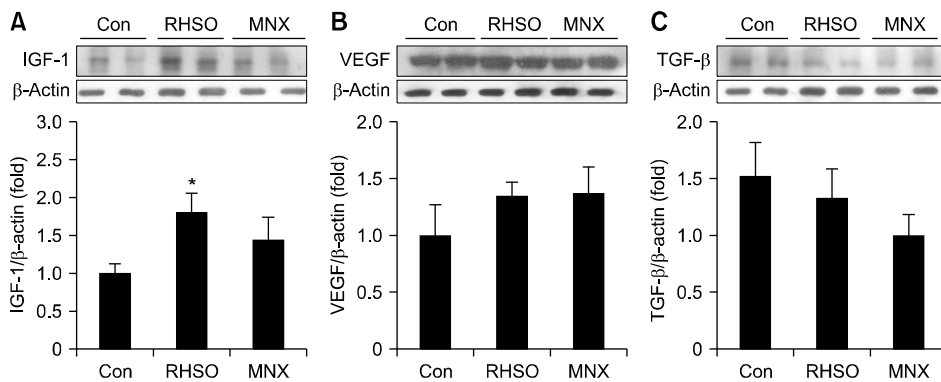 A
Con RHSO MNX
IGF-1
β-Actin
3.0
2.5
2.0
1.5
1.0
0.5
0
IGF-1/β-actin (fold)
*
Con RHSO MNX
B
Con RHSO MNX
VEGF
β-Actin
2.0
1.5
1.0
0.5
0
VEGF/β-actin (fold)
Con RHSO MNX
C
Con RHSO MNX
TGF-β
β-Actin
2.0
1.5
1.0
0.5
0
TGF-β/β-actin (fold)
Con RHSO MNX